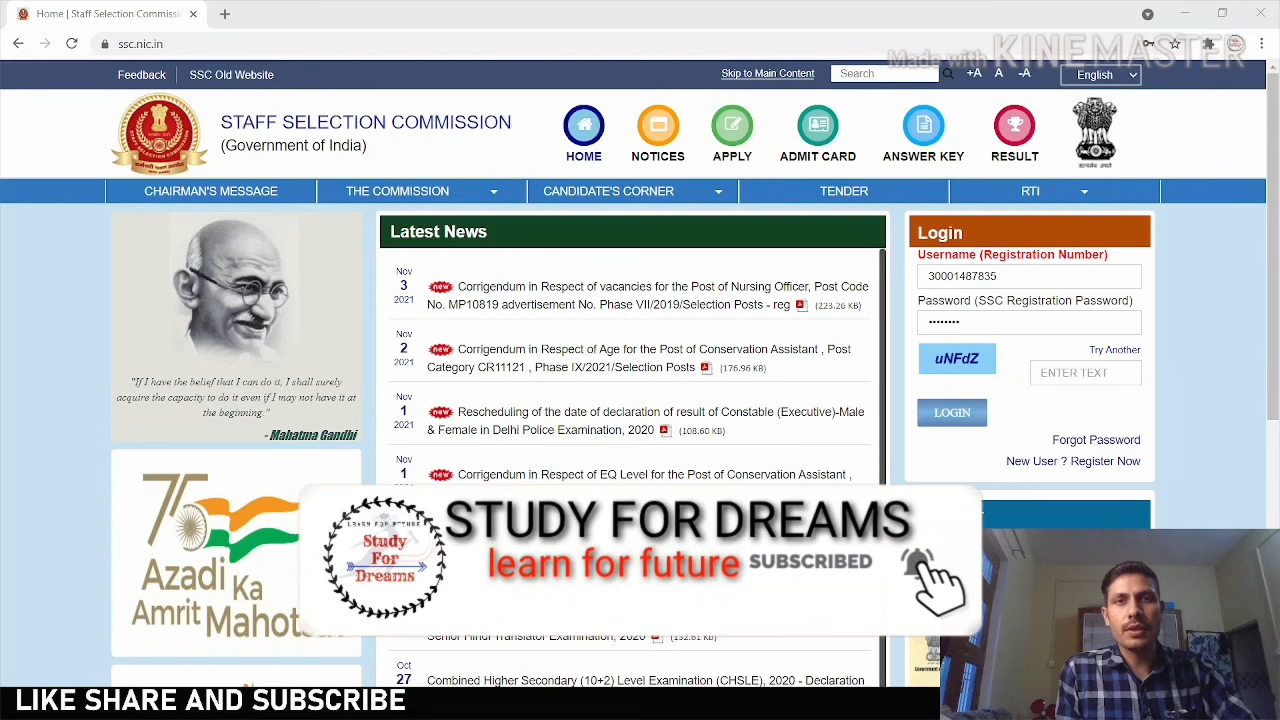 Home | Staff Selection Commissi
ssc.nic.in
Made with KINEMASTER
Feedback
SSC Old Website
Skip to Main Content
Search
+A A -A
English
STAFF SELECTION COMMISSION
(Government of India)
HOME
NOTICES
APPLY
ADMIT CARD
ANSWER KEY
RESULT
सत्यमेव जयते
CHAIRMAN'S MESSAGE
THE COMMISSION
CANDIDATE'S CORNER
TENDER
RTI
"If I have the belief that I can do it, I shall surely
acquire the capacity to do it even if I may not have it at
the beginning."
- Mahatma Gandhi
75
Azadi Ka
Amrit Mahots
Latest News
Nov
3
2021
new Corrigendum in Respect of vacancies for the Post of Nursing Officer, Post Code
No. MP10819 advertisement No. Phase VII/2019/Selection Posts - reg (223.26 KB)
Nov
2
2021
new Corrigendum in Respect of Age for the Post of Conservation Assistant , Post
Category CR11121 , Phase IX/2021/Selection Posts (176.96 KB)
Nov
1
2021
new Rescheduling of the date of declaration of result of Constable (Executive)-Male
& Female in Delhi Police Examination, 2020 (108.60 KB)
Nov
1
new Corrigendum in Respect of EQ Level for the Post of Conservation Assistant ,
Senior Hindi Translator Examination, 2020 (132.61 KB)
Oct
27
Combined Higher Secondary (10+2) Level Examination (CHSLE), 2020 - Declaration
Login
Username (Registration Number)
30001487835
Password (SSC Registration Password)
••••••••
uNFdZ
Try Another
ENTER TEXT
LOGIN
Forgot Password
New User ? Register Now
LEARN FOR FUTURE
Study
For
Dreams
STUDY FOR DREAMS
learn for future
SUBSCRIBED
LIKE SHARE AND SUBSCRIBE